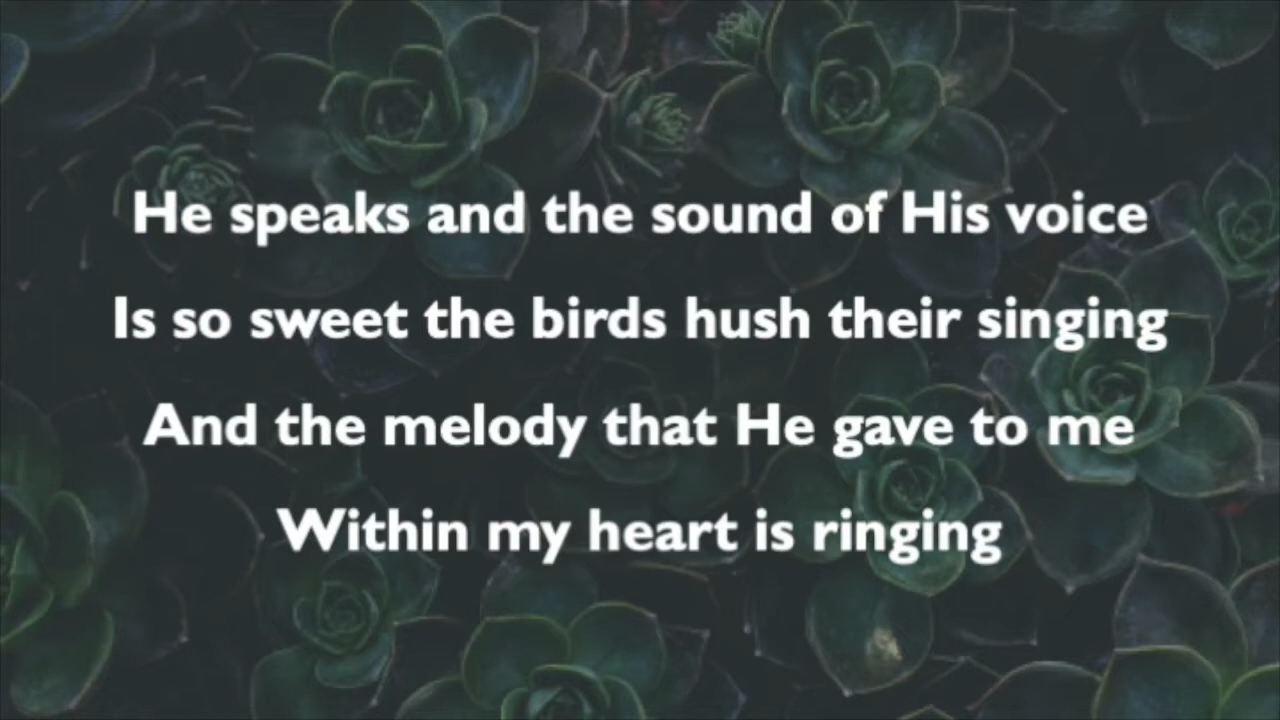 He speaks and the sound of His voice
Is so sweet the birds hush their singing
And the melody that He gave to me
Within my heart is ringing